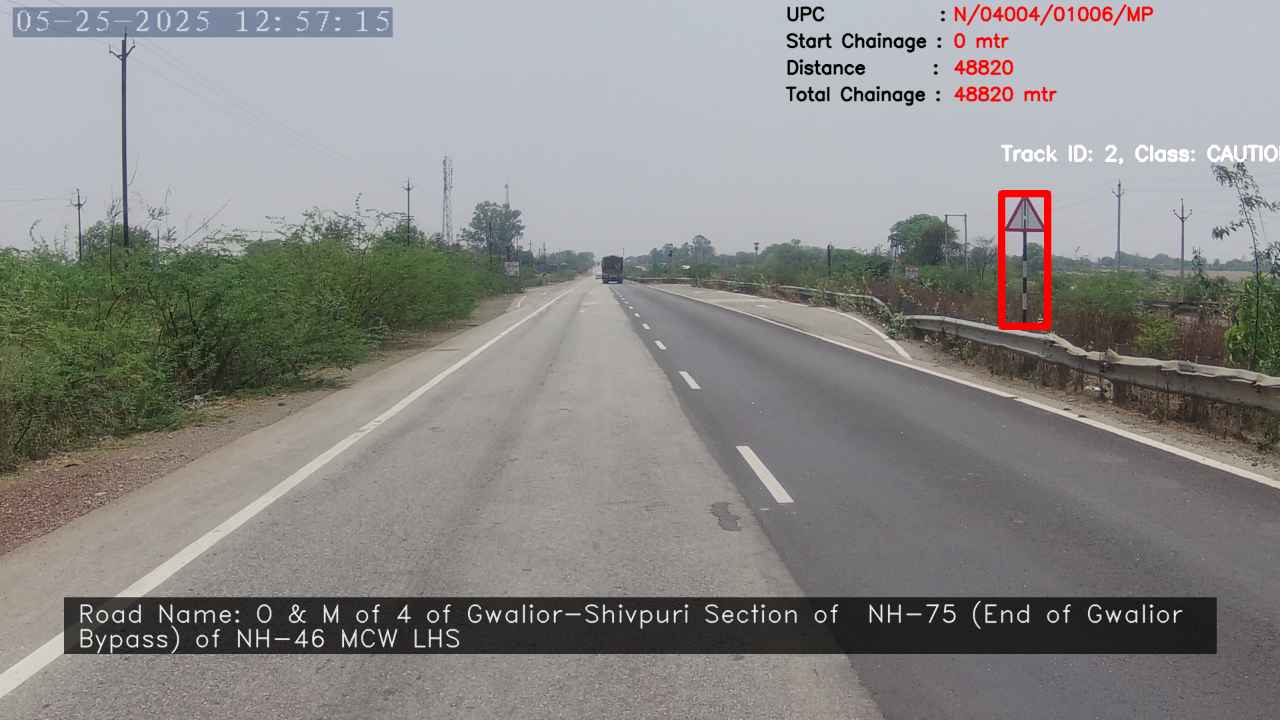 05-25-2025 12:57:15
UPC : N/04004/01006/MP
Start Chainage : 0 mtr
Distance : 48820
Total Chainage : 48820 mtr
Track ID: 2, Class: CAUTIO
Road Name: O & M of 4 of Gwalior-Shivpuri Section of NH-75 (End of Gwalior
Bypass) of NH-46 MCW LHS